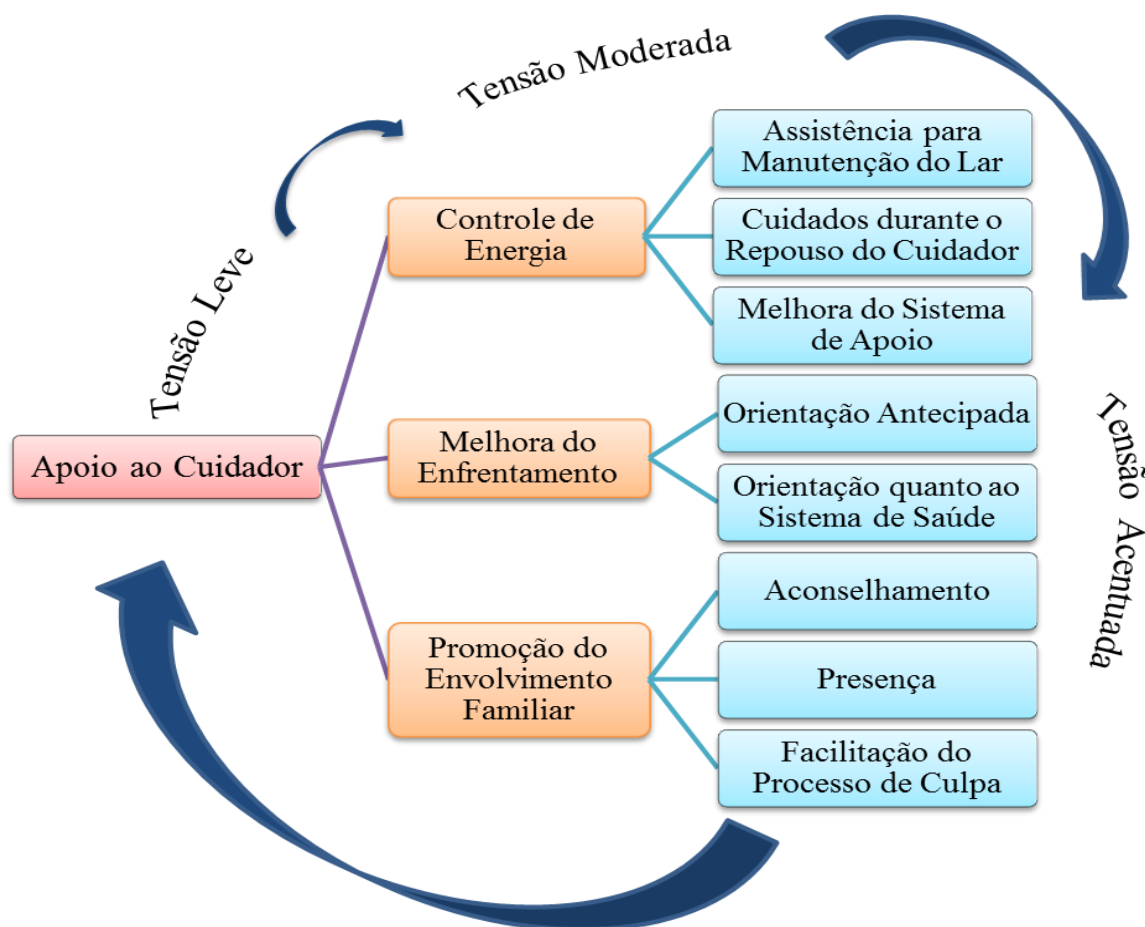 Tensão Moderada
Tensão Leve
Apoio ao Cuidador
Controle de
Energia
Assistência para
Manutenção do Lar
Cuidados durante o
Repouso do Cuidador
Melhora do Sistema
de Apoio
Melhora do
Enfrentamento
Orientação Antecipada
Orientação quanto ao
Sistema de Saúde
Promoção do
Envolvimento
Familiar
Aconselhamento
Presença
Facilitação do
Processo de Culpa
Tensão Acentuada